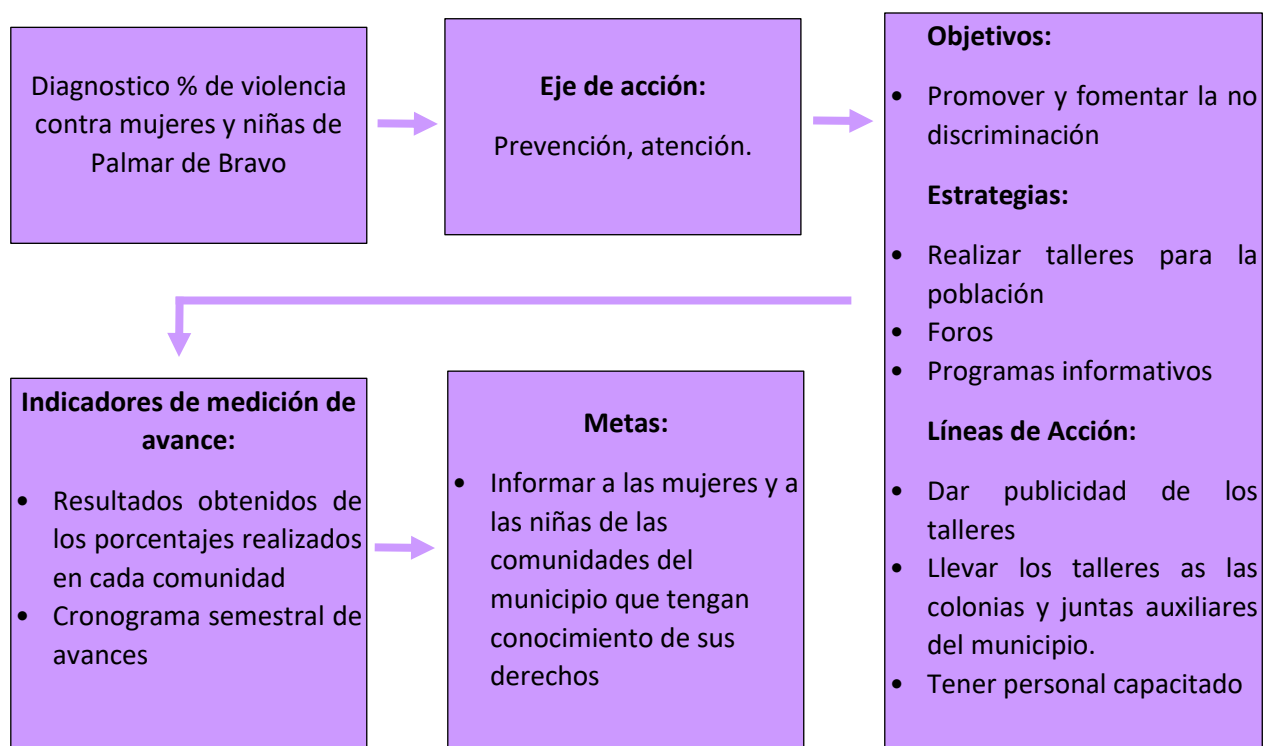 Diagnostico % de violencia
contra mujeres y niñas de
Palmar de Bravo
Eje de acción:
Prevención, atención.
Objetivos:
• Promover y fomentar la no
discriminación
Estrategias:
• Realizar talleres para la
población
• Foros
• Programas informativos
Líneas de Acción:
• Dar publicidad de los
talleres
• Llevar los talleres as las
colonias y juntas auxiliares
del municipio.
• Tener personal capacitado
Indicadores de medición de
avance:
• Resultados obtenidos de
los porcentajes realizados
en cada comunidad
• Cronograma semestral de
avances
Metas:
• Informar a las mujeres y a
las niñas de las
comunidades del
municipio que tengan
conocimiento de sus
derechos